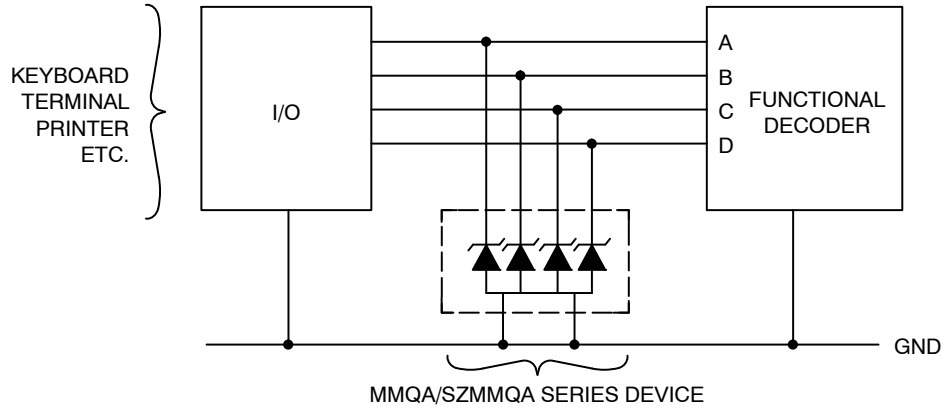 KEYBOARD
TERMINAL
PRINTER
ETC.
I/O
A
B
C
D
FUNCTIONAL
DECODER
GND
MMQA/SZMMQA SERIES DEVICE